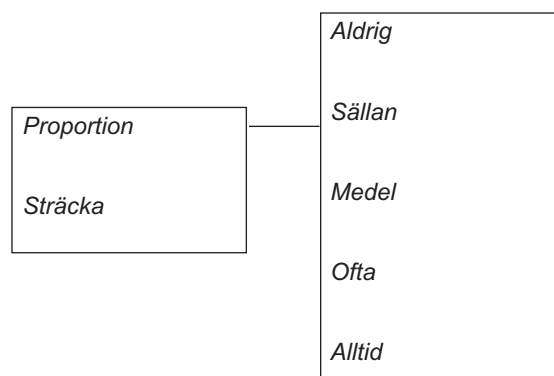 Proportion
Sträcka
Aldrig
Sällan
Medel
Ofta
Alltid